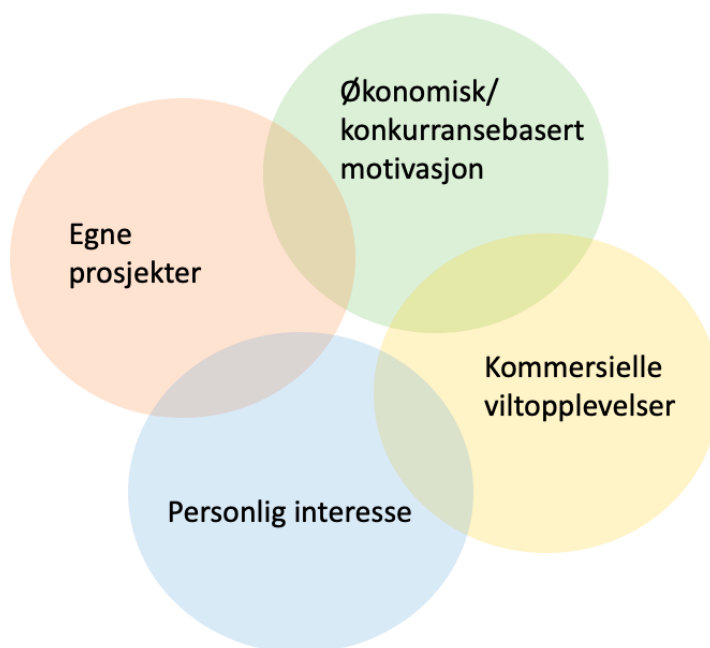 Økonomisk/
konkurransebasert
motivasjon
Egne
prosjekter
Kommersielle
viltopplevelser
Personlig interesse